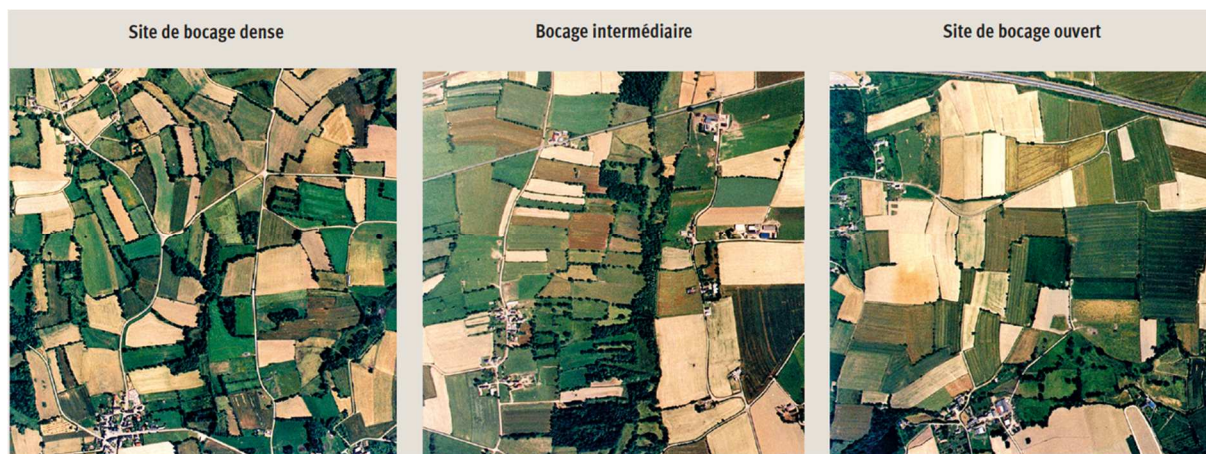 Site de bocage dense
Bocage intermédiaire
Site de bocage ouvert